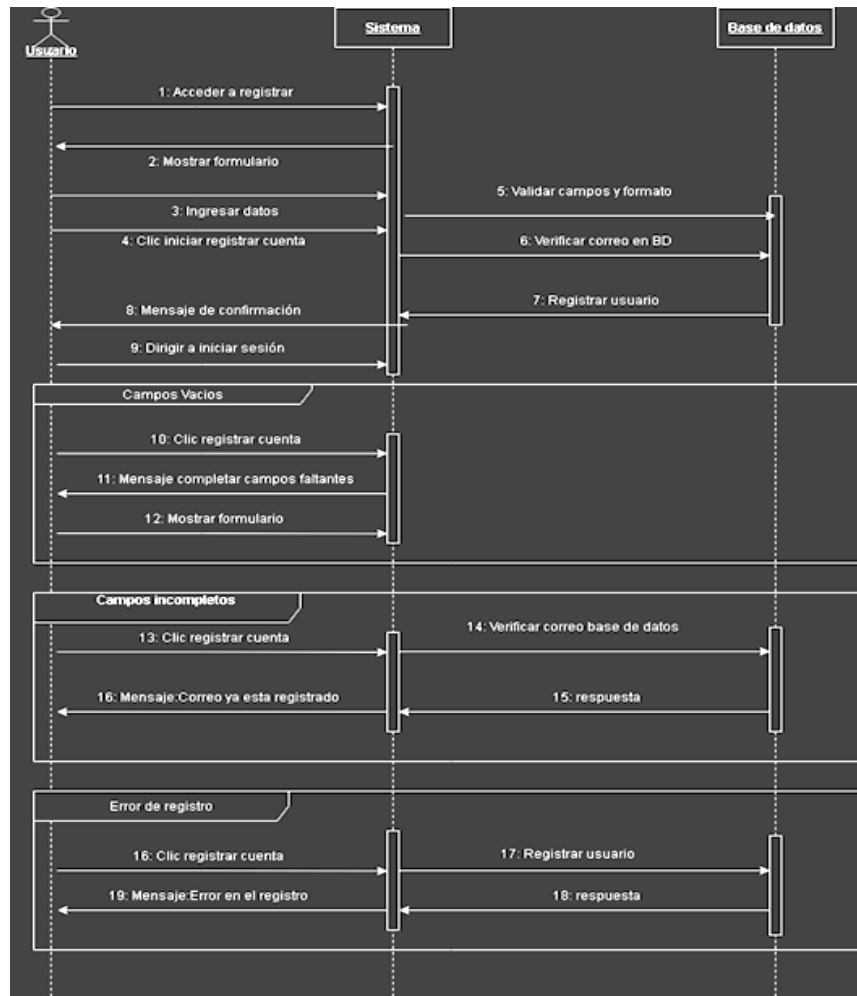 Usuario
Sistema
Base de datos
1: Acceder a registrar
2: Mostrar formulario
3: Ingresar datos
4: Clic iniciar registrar cuenta
5: Validar campos y formato
6: Verificar correo en BD
7: Registrar usuario
8: Mensaje de confirmación
9: Dirigir a iniciar sesión
Campos Vacios
10: Clic registrar cuenta
11: Mensaje completar campos faltantes
12: Mostrar formulario
Campos incompletos
13: Clic registrar cuenta
14: Verificar correo base de datos
16: Mensaje:Correo ya esta registrado
15: respuesta
Error de registro
16: Clic registrar cuenta
17: Registrar usuario
19: Mensaje:Error en el registro
18: respuesta